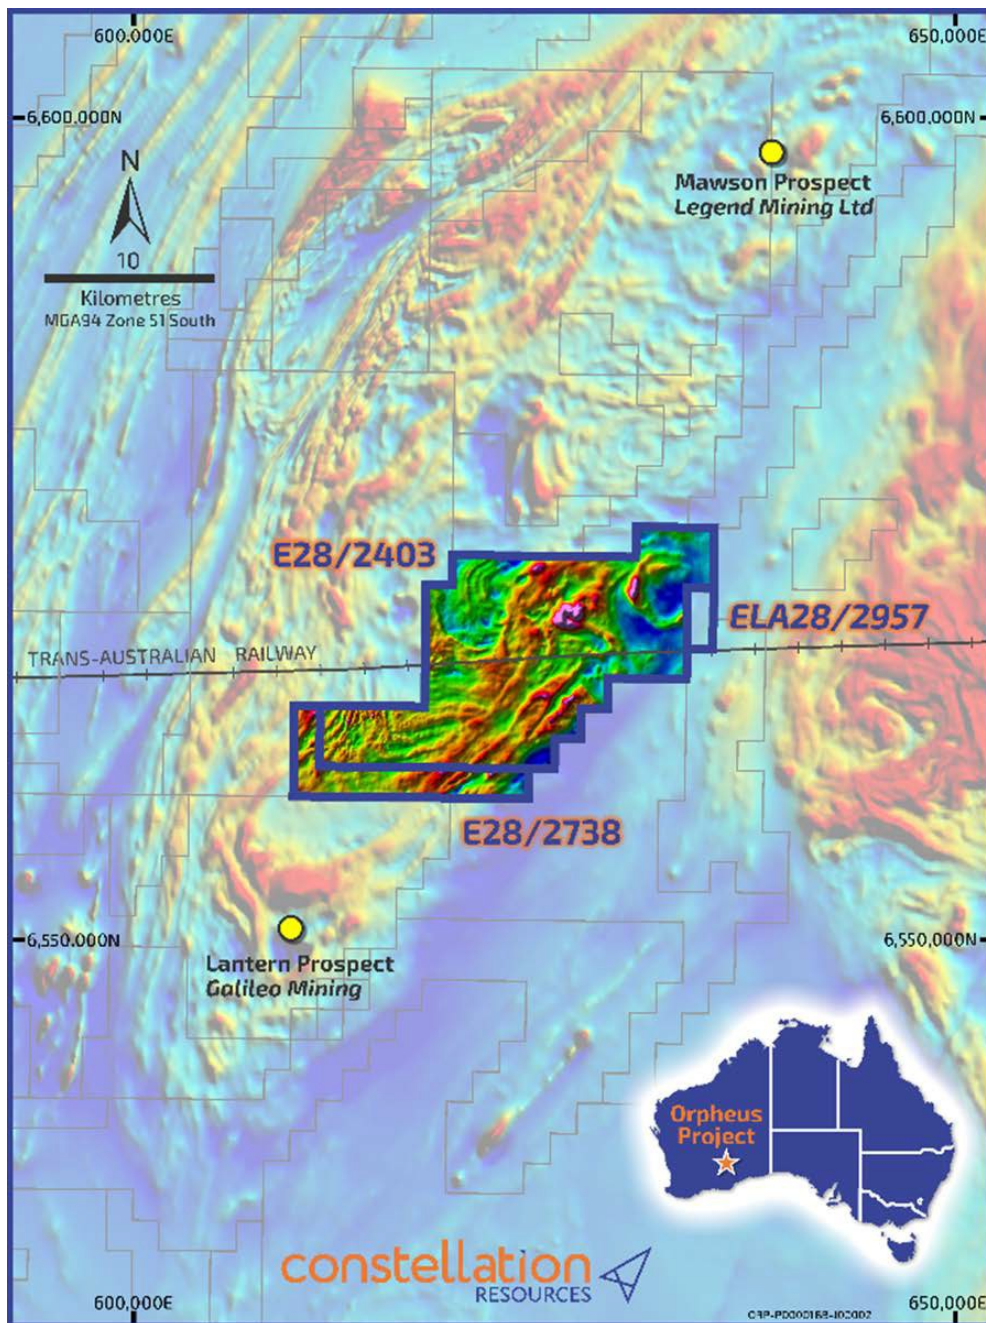 600.000E
650,000E
6,600.000N
6,600.000N
N
Mawson Prospect
Legend Mining Ltd
10
Kilometres
MGA94 Zone 51 South
E28/2403
ELA28/2957
TRANS-AUSTRALIAN RAILWAY
E28/2738
6,550.000N
6,550,000N
Lantern Prospect
Galileo Mining
Orpheus
Project
constellation
RESOURCES
600,000E
650,000E